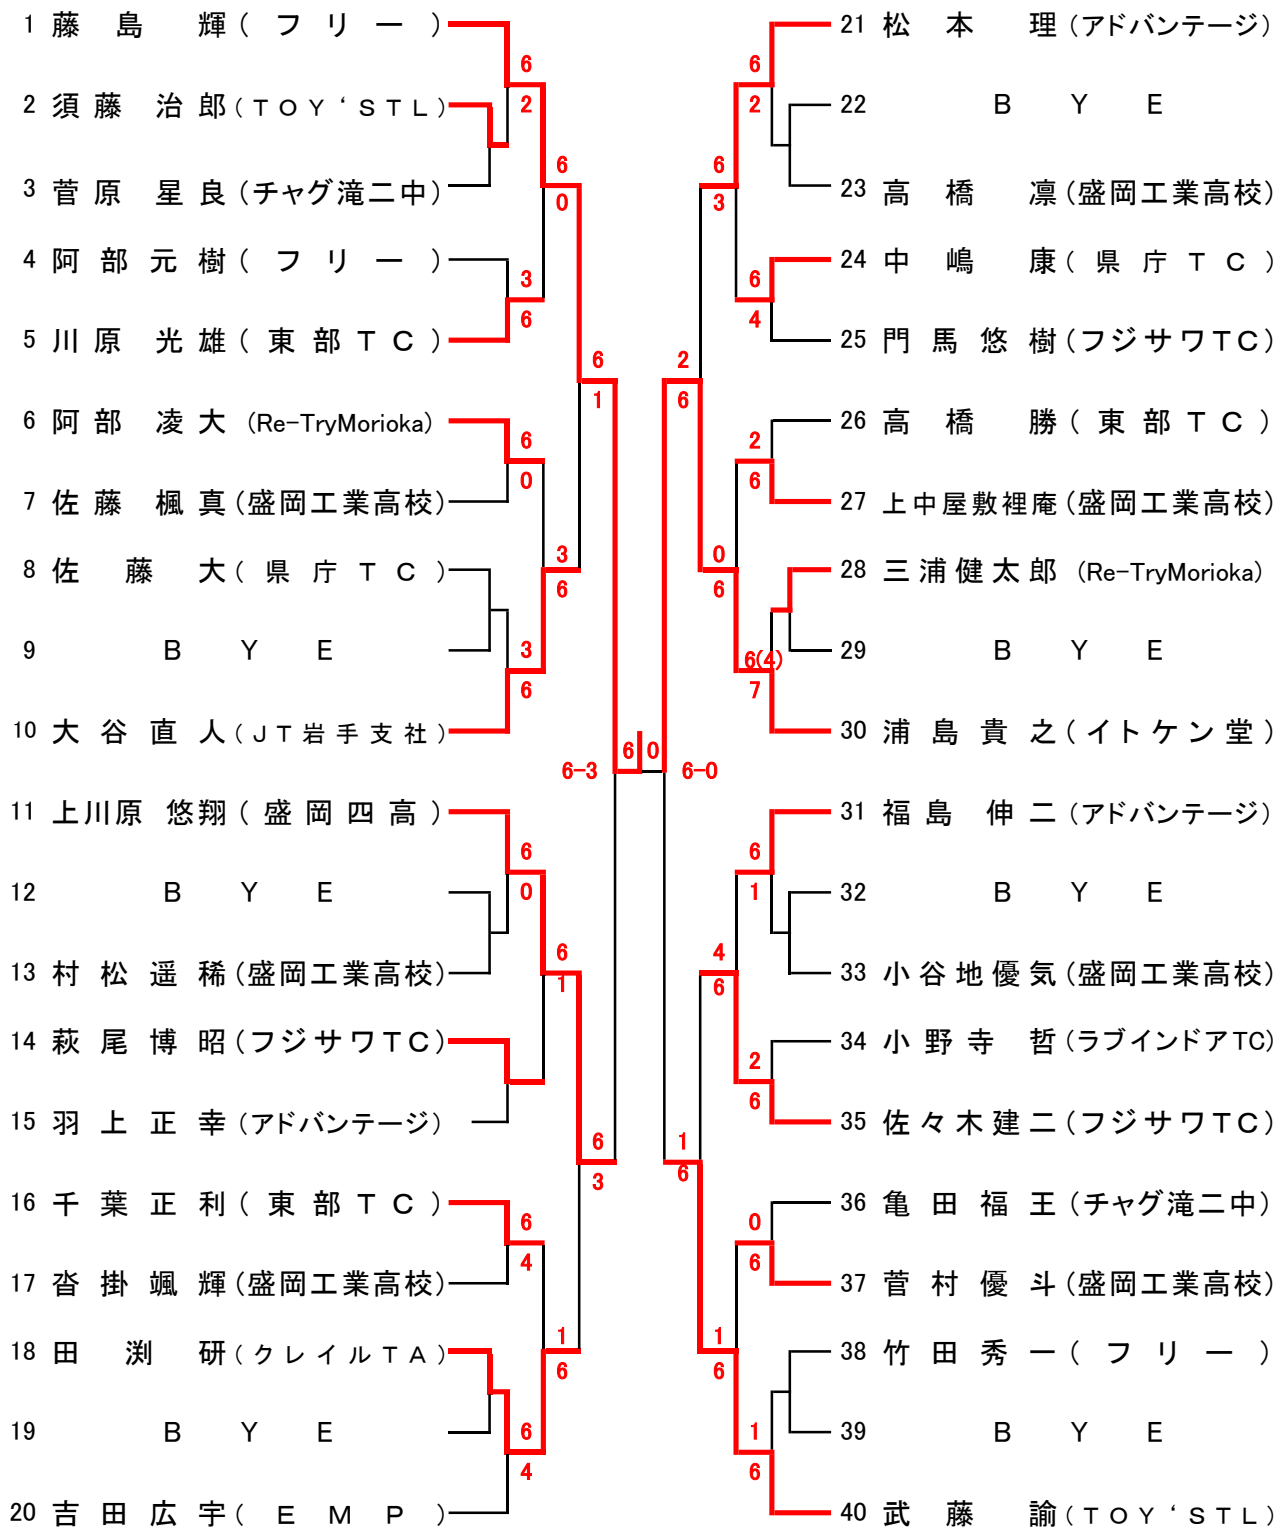 1 藤島 輝(フリー)
6
2 須藤 治郎(TOY'STL)
2
6
3 菅原 星良(チャグ滝二中)
0
4 阿部元樹(フリー)
3
6
5 川原 光雄(東部TC)
6
1
6 阿部 凌大 (Re-TryMorioka)
6
0
7 佐藤 楓真(盛岡工業高校)
3
8 佐藤 大(県庁TC)
6
9 BYE
3
6
10 大谷直人(JT岩手支社)
6-3
6
0
6-0
11 上川原 悠翔(盛岡四高)
6
12 BYE
0
6
13 村松遥稀(盛岡工業高校)
1
14 萩尾博昭(フジサワTC)
15 羽上正幸(アドバンテージ)
6
3
16 千葉正利(東部TC)
6
4
17 沓掛颯輝(盛岡工業高校)
1
18 田渕 研(クレイルTA)
6
19 BYE
6
4
20 吉田広宇(EMP)
21 松本 理(アドバンテージ)
6
22 BYE
2
6
23 高橋 凛(盛岡工業高校)
3
24 中嶋 康(県庁TC)
6
4
25 門馬悠樹(フジサワTC)
2
6
26 高橋 勝(東部TC)
2
6
27 上中屋敷裡庵(盛岡工業高校)
0
28 三浦健太郎 (Re-TryMorioka)
6
29 BYE
6(4)
7
30 浦島貴之(イトケン堂)
31 福島 伸二(アドバンテージ)
6
32 BYE
1
4
33 小谷地優気(盛岡工業高校)
6
34 小野寺 哲(ラブインドアTC)
2
6
35 佐々木建二(フジサワTC)
1
6
36 亀田福王(チャグ滝二中)
0
6
37 菅村優斗(盛岡工業高校)
1
38 竹田秀一(フリー)
6
39 BYE
1
6
40 武藤 諭(TOY'STL)